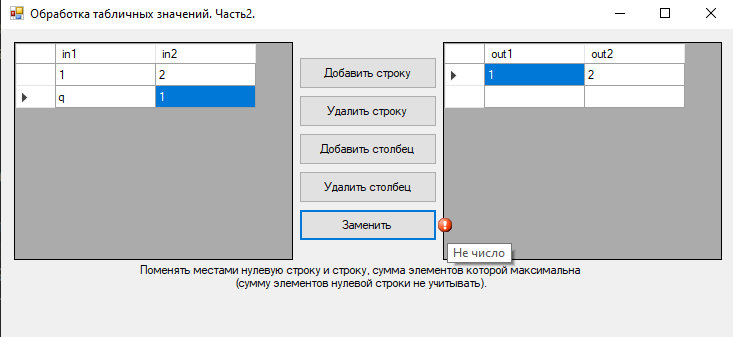 Обработка табличных значений. Часть2.
in1 in2
1 2
q 1
Добавить строку
Удалить строку
Добавить столбец
Удалить столбец
Заменить
out1 out2
1 2
Не число
Поменять местами нулевую строку и строку, сумма элементов которой максимальна
(сумму элементов нулевой строки не учитывать).